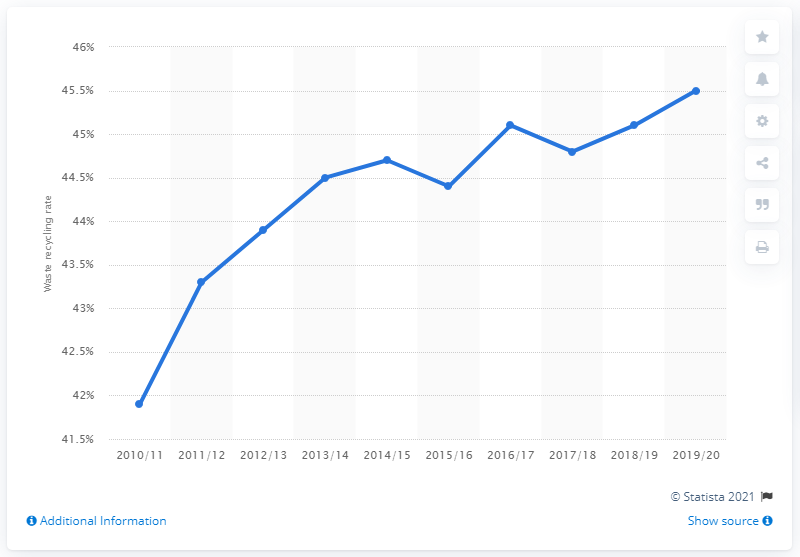 46%
45.5%
45%
44.5%
44%
43.5%
43%
42.5%
42%
41.5%
Waste recycling rate
2010/11 2011/12 2012/13 2013/14 2014/15 2015/16 2016/17 2017/18 2018/19 2019/20
© Statista 2021
Additional Information Show source